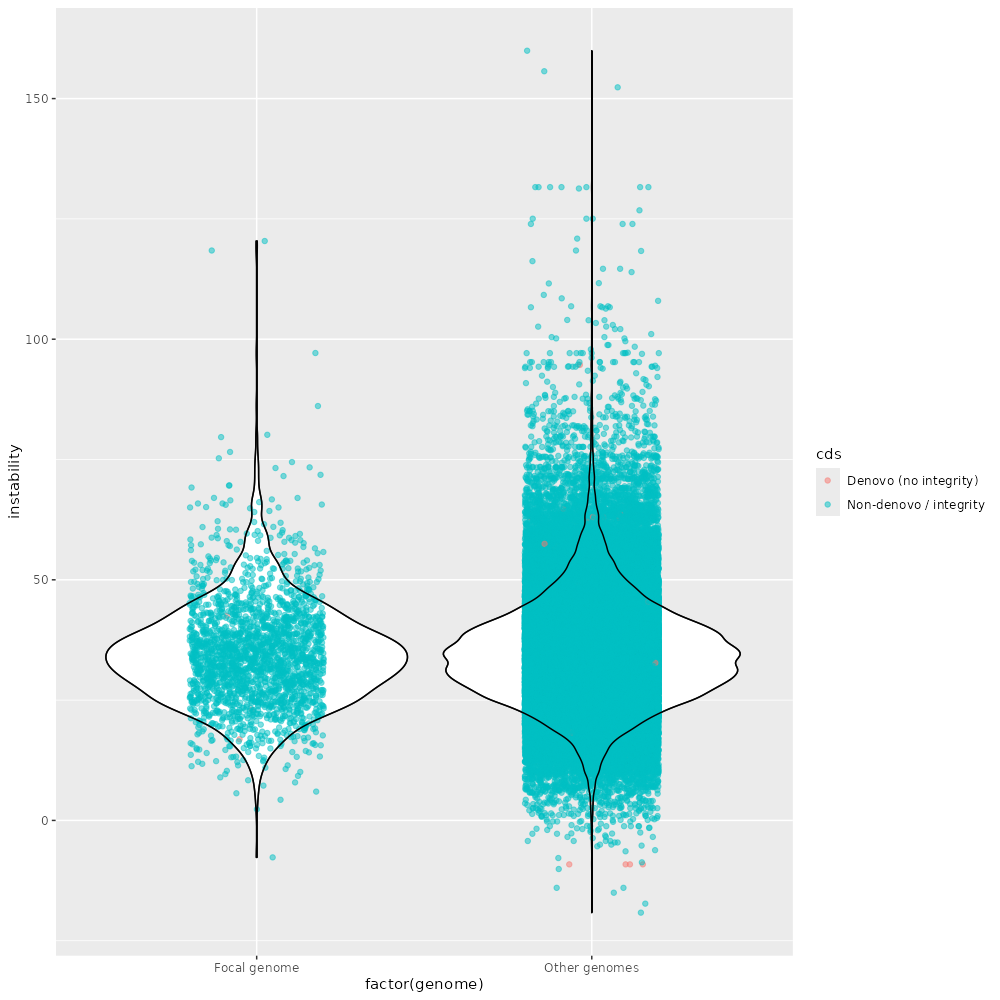 150
100
50
0
instability
Focal genome
Other genomes
factor(genome)
cds
Denovo (no integrity)
Non-denovo / integrity